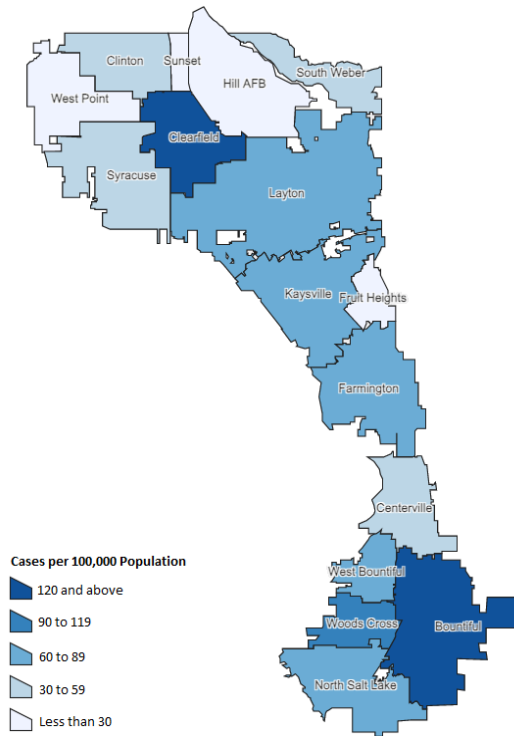 Clinton
Sunset
South Weber
Hill AFB
West Point
Clearfield
Syracuse
Layton
Kaysville
Fruit Heights
Farmington
Centerville
West Bountiful
Woods Cross
Bountiful
North Salt Lake
Cases per 100,000 Population
120 and above
90 to 119
60 to 89
30 to 59
Less than 30